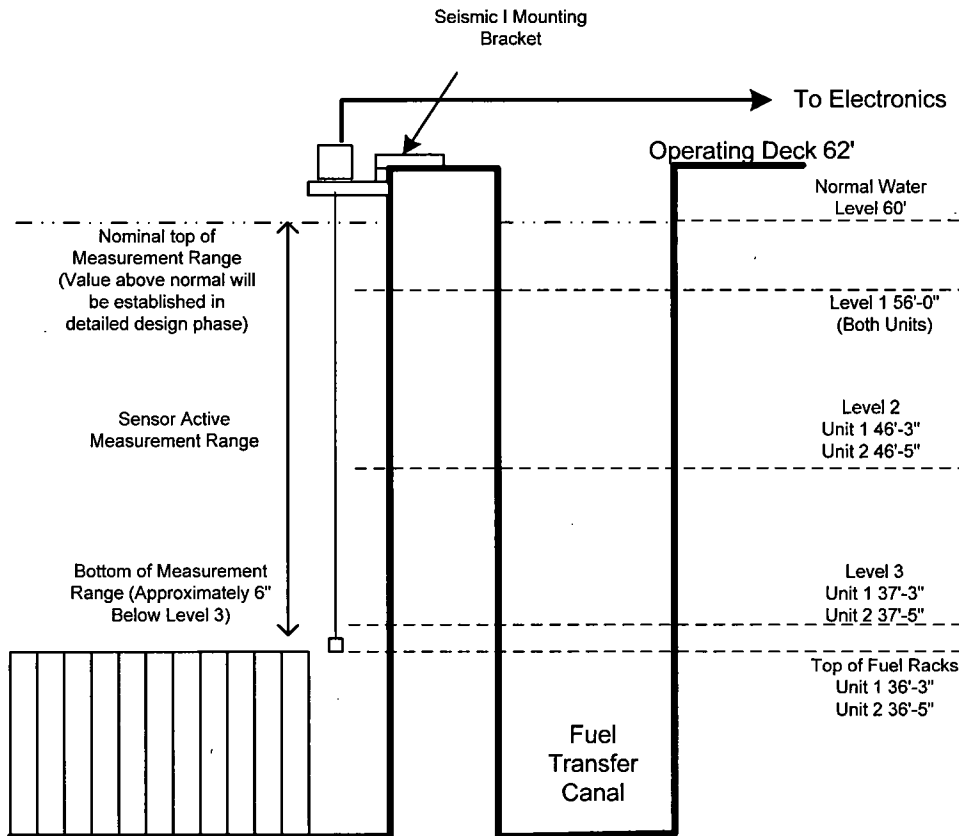 Seismic I Mounting
Bracket
To Electronics
Operating Deck 62'
Normal Water
Level 60'
Nominal top of
Measurement Range
(Value above normal will
be established in
detailed design phase)
Level 1 56'-0"
(Both Units)
Sensor Active
Measurement Range
Level 2
Unit 1 46'-3"
Unit 2 46'-5"
Bottom of Measurement
Range (Approximately 6"
Below Level 3)
Level 3
Unit 1 37'-3"
Unit 2 37'-5"
Top of Fuel Racks
Unit 1 36'-3"
Unit 2 36'-5"
Fuel
Transfer
Canal